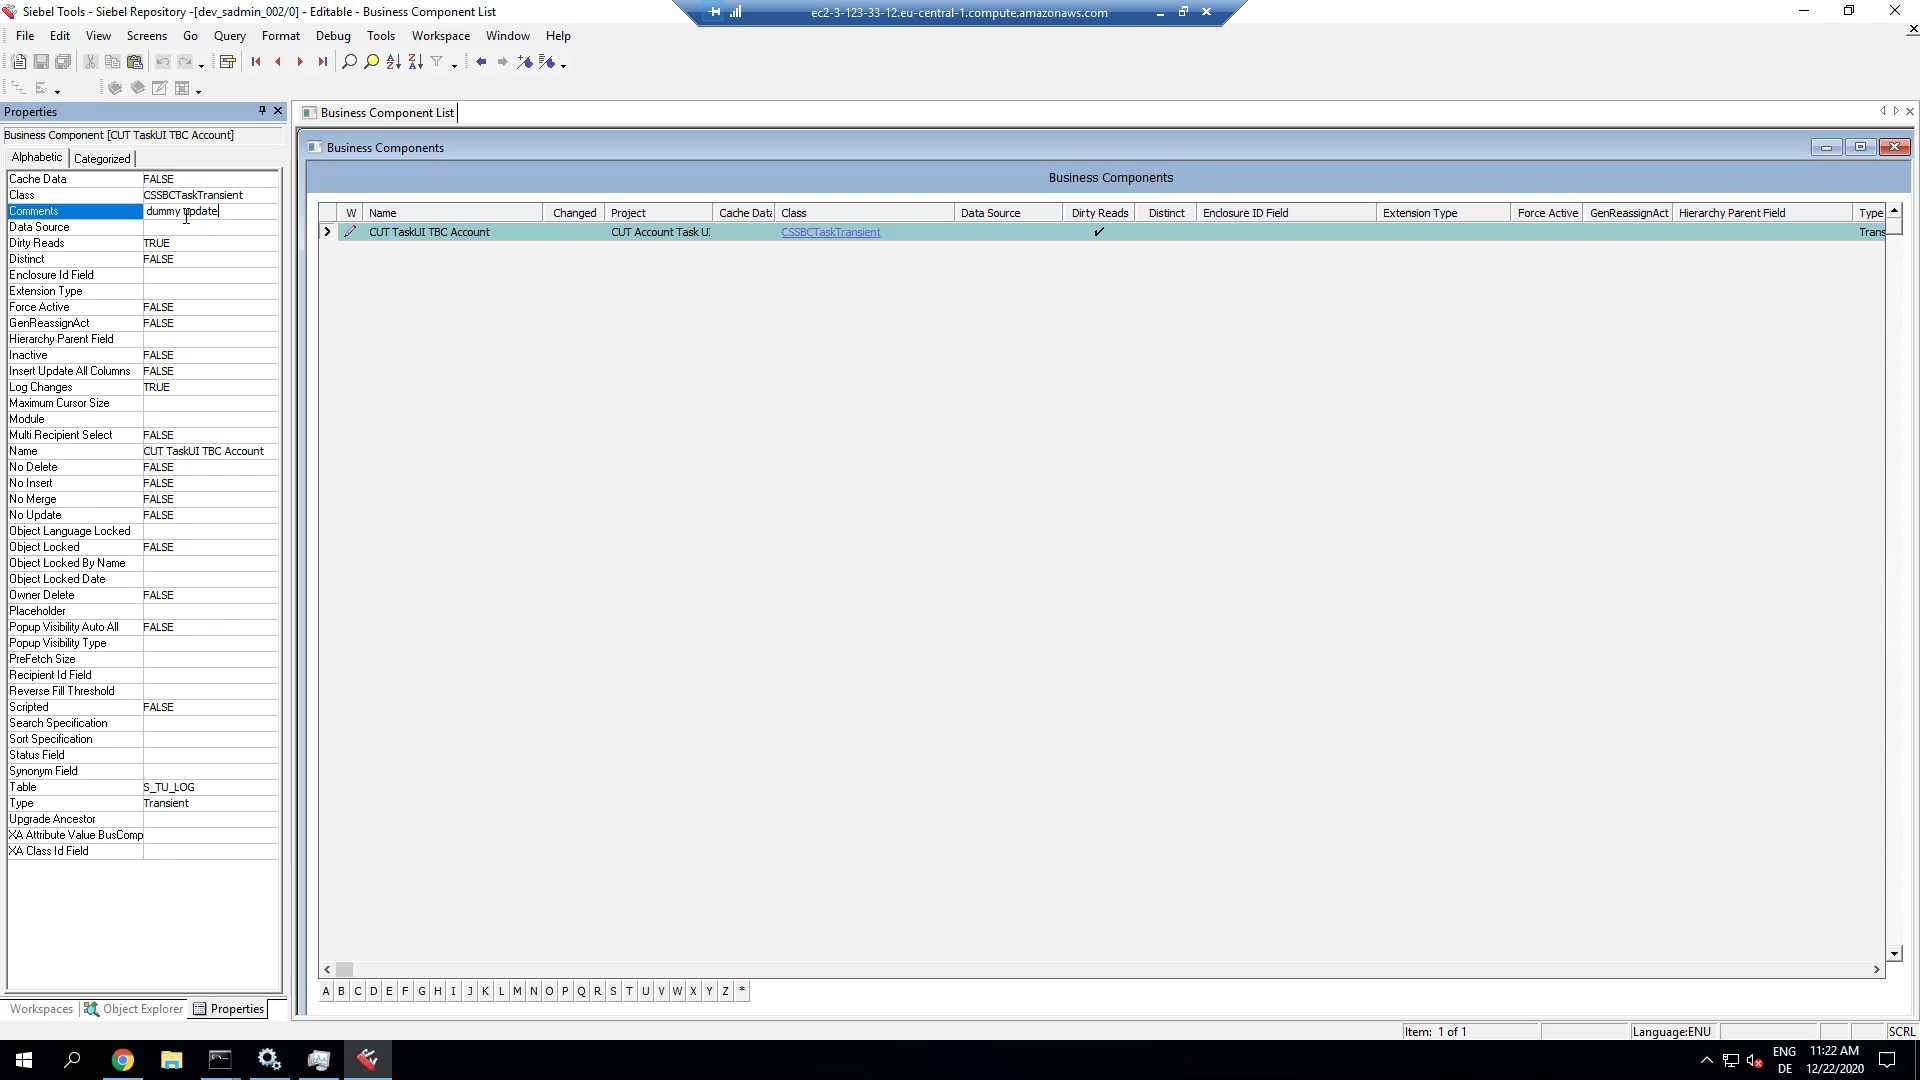 Siebel Tools - Siebel Repository -[dev_sadmin_002/0] - Editable - Business Component List
ec2-3-123-33-12.eu-central-1.compute.amazonaws.com
File Edit View Screens Go Query Format Debug Tools Workspace Window Help
Properties
Business Component List
Business Component [CUT TaskUI TBC Account]
Business Components
Alphabetic Categorized
Business Components
Cache Data FALSE
Class CSSBCTaskTransient
Comments dummy update
Data Source
Dirty Reads TRUE
Distinct FALSE
Enclosure Id Field
Extension Type
Force Active FALSE
GenReassignAct FALSE
Hierarchy Parent Field
Inactive FALSE
Insert Update All Columns FALSE
Log Changes TRUE
Maximum Cursor Size
Module
Multi Recipient Select FALSE
Name CUT TaskUI TBC Account
No Delete FALSE
No Insert FALSE
No Merge FALSE
No Update FALSE
Object Language Locked
Object Locked FALSE
Object Locked By Name
Object Locked Date
Owner Delete FALSE
Placeholder
Popup Visibility Auto All FALSE
Popup Visibility Type
PreFetch Size
Recipient Id Field
Reverse Fill Threshold
Scripted FALSE
Search Specification
Sort Specification
Status Field
Synonym Field
Table S_TU_LOG
Type Transient
Upgrade Ancestor
XA Attribute Value BusComp
XA Class Id Field
W Name Changed Project Cache Data Class Data Source Dirty Reads Distinct Enclosure ID Field Extension Type Force Active GenReassignAct Hierarchy Parent Field Type
CUT TaskUI TBC Account CUT Account Task UI CSSBCTaskTransient Trans
A B C D E F G H I J K L M N O P Q R S T U V W X Y Z *
Workspaces Object Explorer Properties
Item: 1 of 1 Language:ENU SCRL
ENG 11:22 AM
DE 12/22/2020